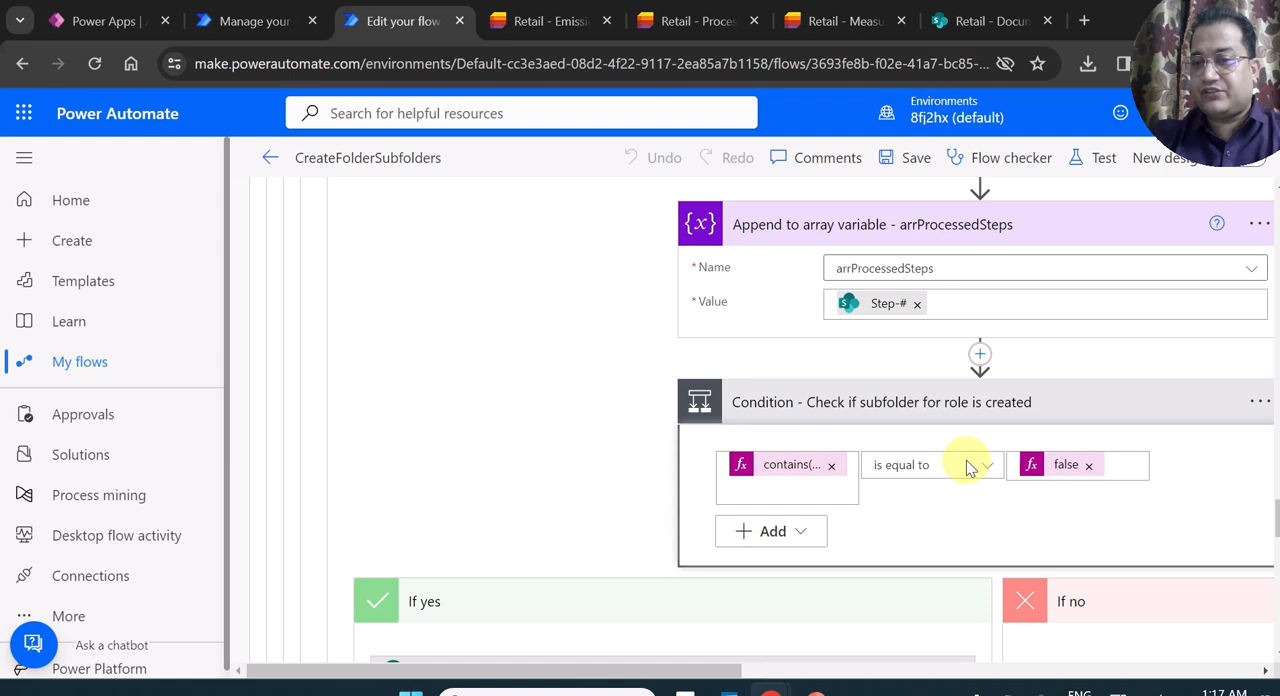 Power Apps | A
Manage your
Edit your flow
Retail - Emissi
Retail - Proces
Retail - Measu
Retail - Docun
make.powerautomate.com/environments/Default-cc3e3aed-08d2-4f22-9117-2ea85a7b1158/flows/3693fe8b-f02e-41a7-bc85-...
Power Automate
Search for helpful resources
Environments
8fj2hx (default)
CreateFolderSubfolders
Undo
Redo
Comments
Save
Flow checker
Test
New desig
Home
Create
Templates
Learn
My flows
Approvals
Solutions
Process mining
Desktop flow activity
Connections
More
Ask a chatbot
Power Platform
{x} Append to array variable - arrProcessedSteps
* Name
arrProcessedSteps
* Value
Step-#
Condition - Check if subfolder for role is created
fx contains(...
is equal to
fx false
Add
If yes
If no
ENG
1:17 AM